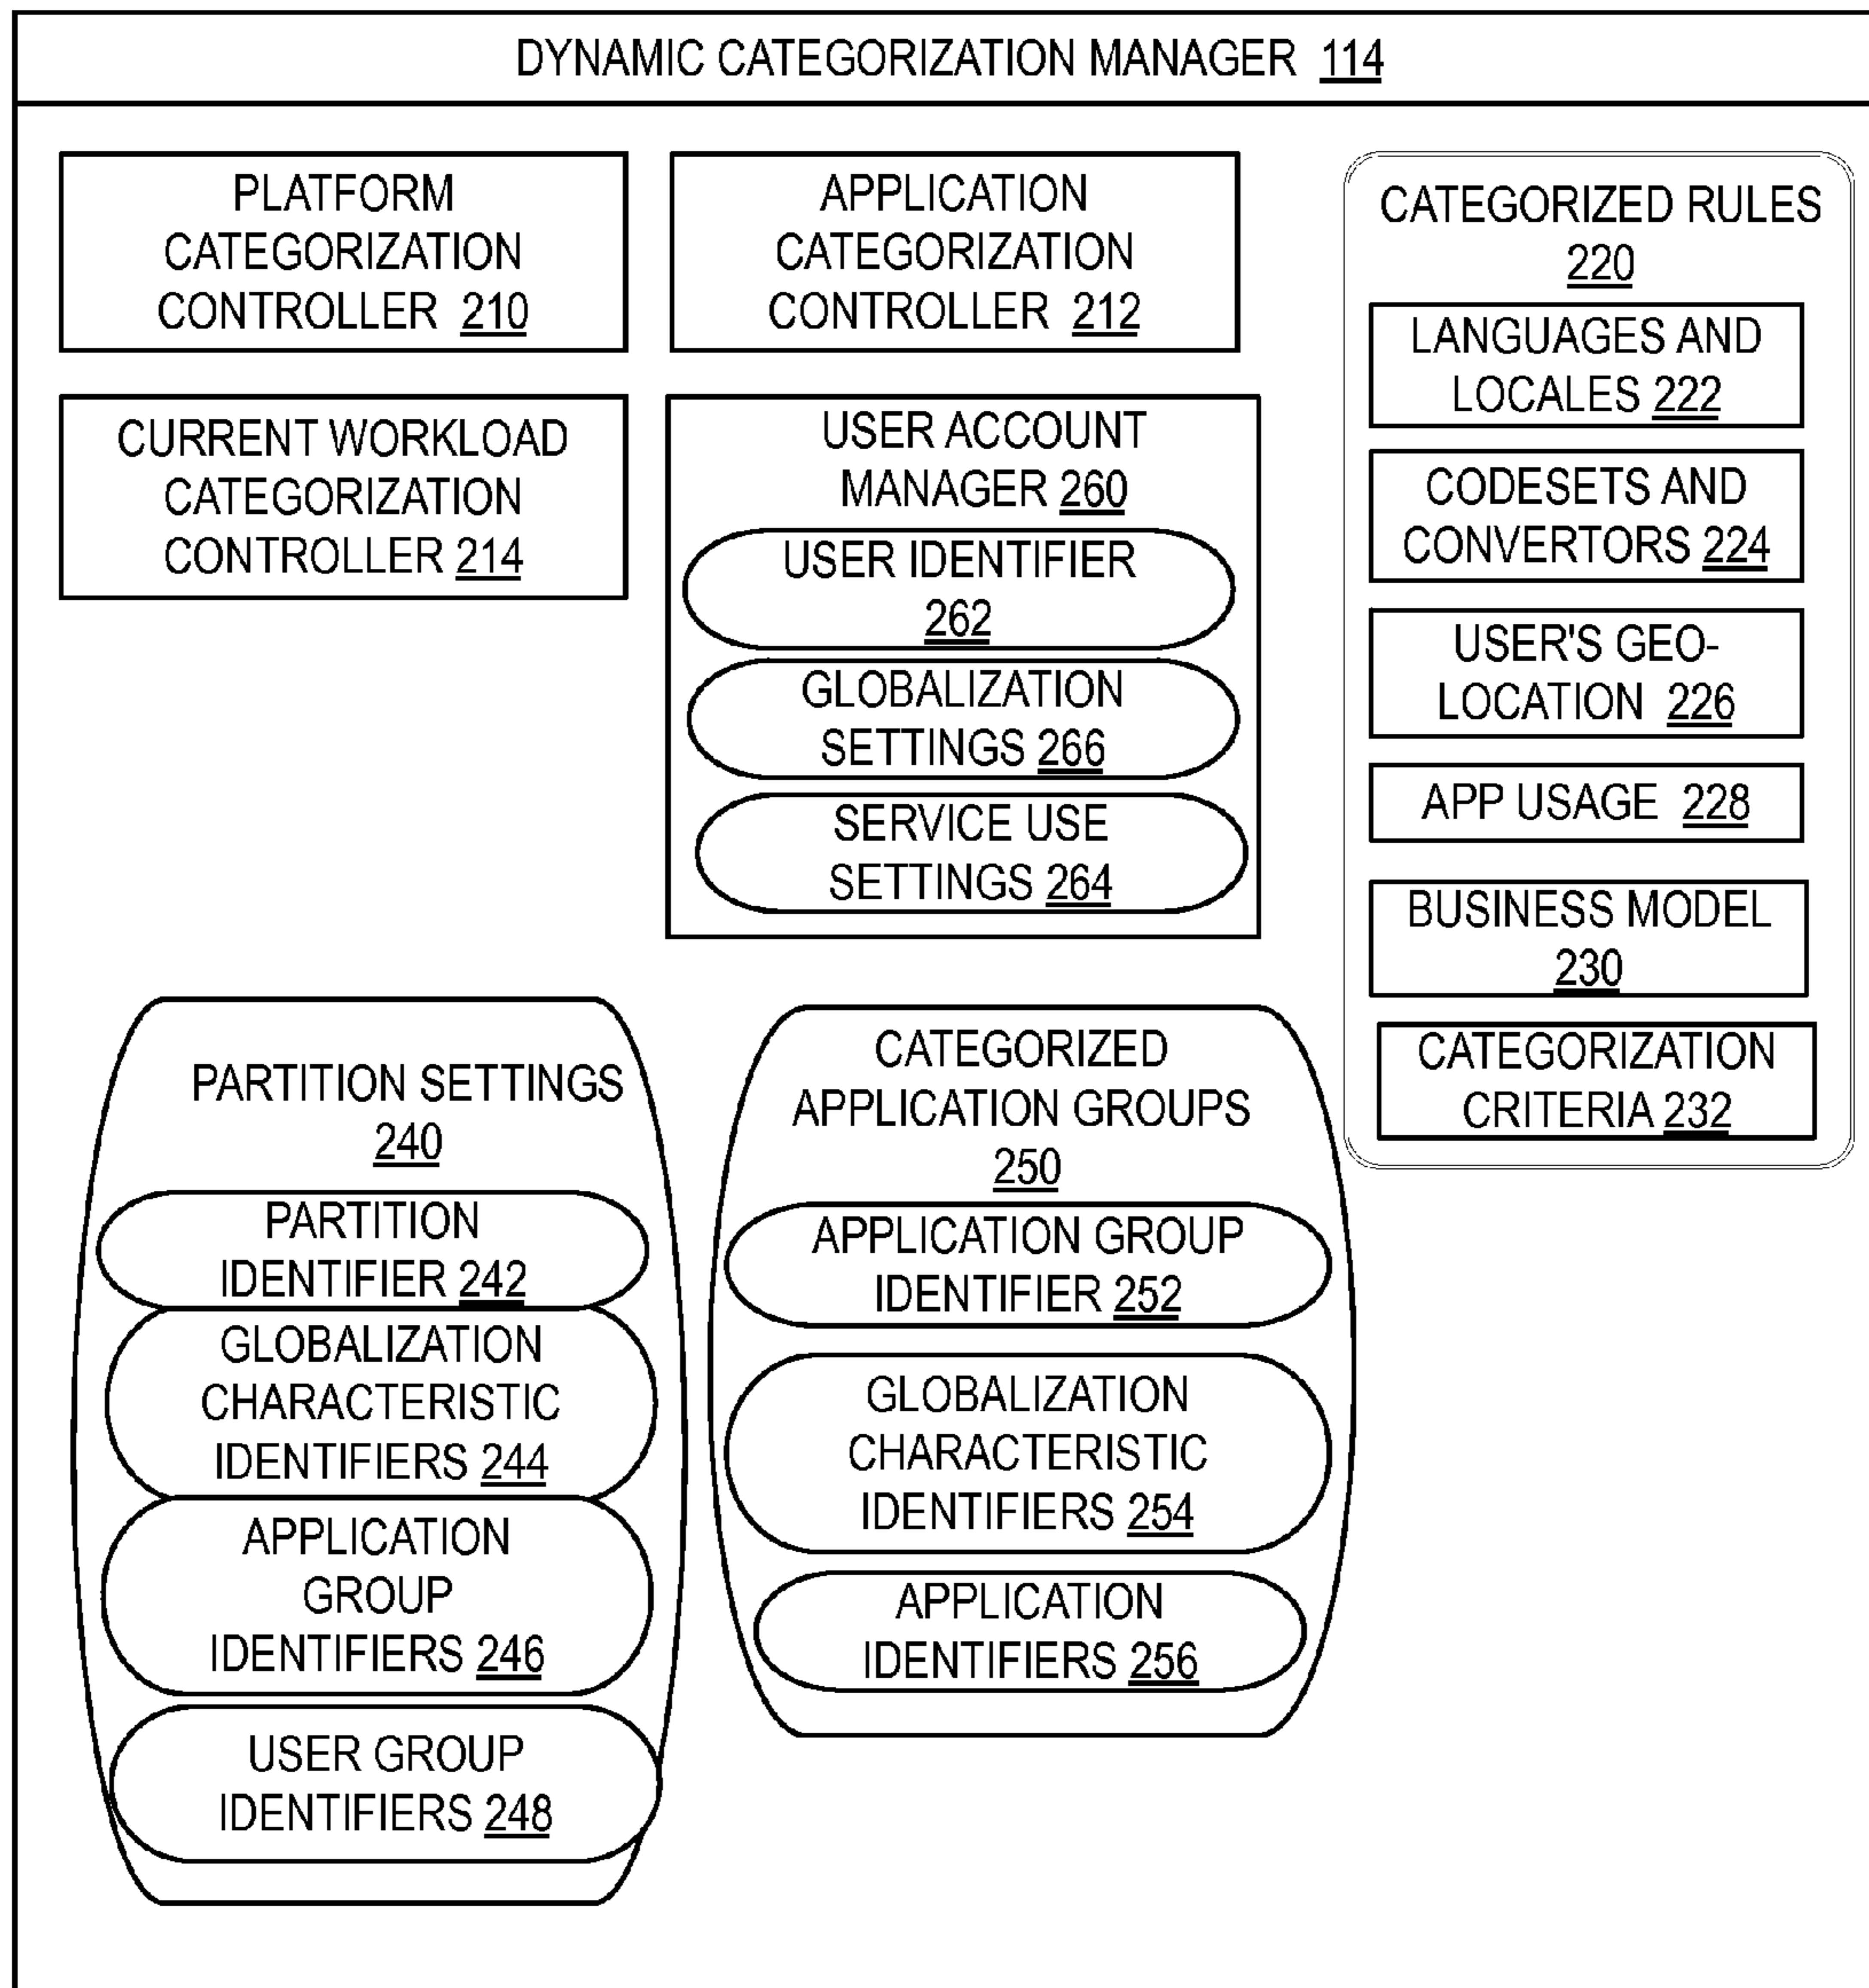 DYNAMIC CATEGORIZATION MANAGER 114
PLATFORM
CATEGORIZATION
CONTROLLER 210
APPLICATION
CATEGORIZATION
CONTROLLER 212
CURRENT WORKLOAD
CATEGORIZATION
CONTROLLER 214
USER ACCOUNT
MANAGER 260
USER IDENTIFIER
262
GLOBALIZATION
SETTINGS 266
SERVICE USE
SETTINGS 264
CATEGORIZED RULES
220
LANGUAGES AND
LOCALES 222
CODESETS AND
CONVERTORS 224
USER'S GEO-
LOCATION 226
APP USAGE 228
BUSINESS MODEL
230
CATEGORIZATION
CRITERIA 232
PARTITION SETTINGS
240
PARTITION
IDENTIFIER 242
GLOBALIZATION
CHARACTERISTIC
IDENTIFIERS 244
APPLICATION
GROUP
IDENTIFIERS 246
USER GROUP
IDENTIFIERS 248
CATEGORIZED
APPLICATION GROUPS
250
APPLICATION GROUP
IDENTIFIER 252
GLOBALIZATION
CHARACTERISTIC
IDENTIFIERS 254
APPLICATION
IDENTIFIERS 256